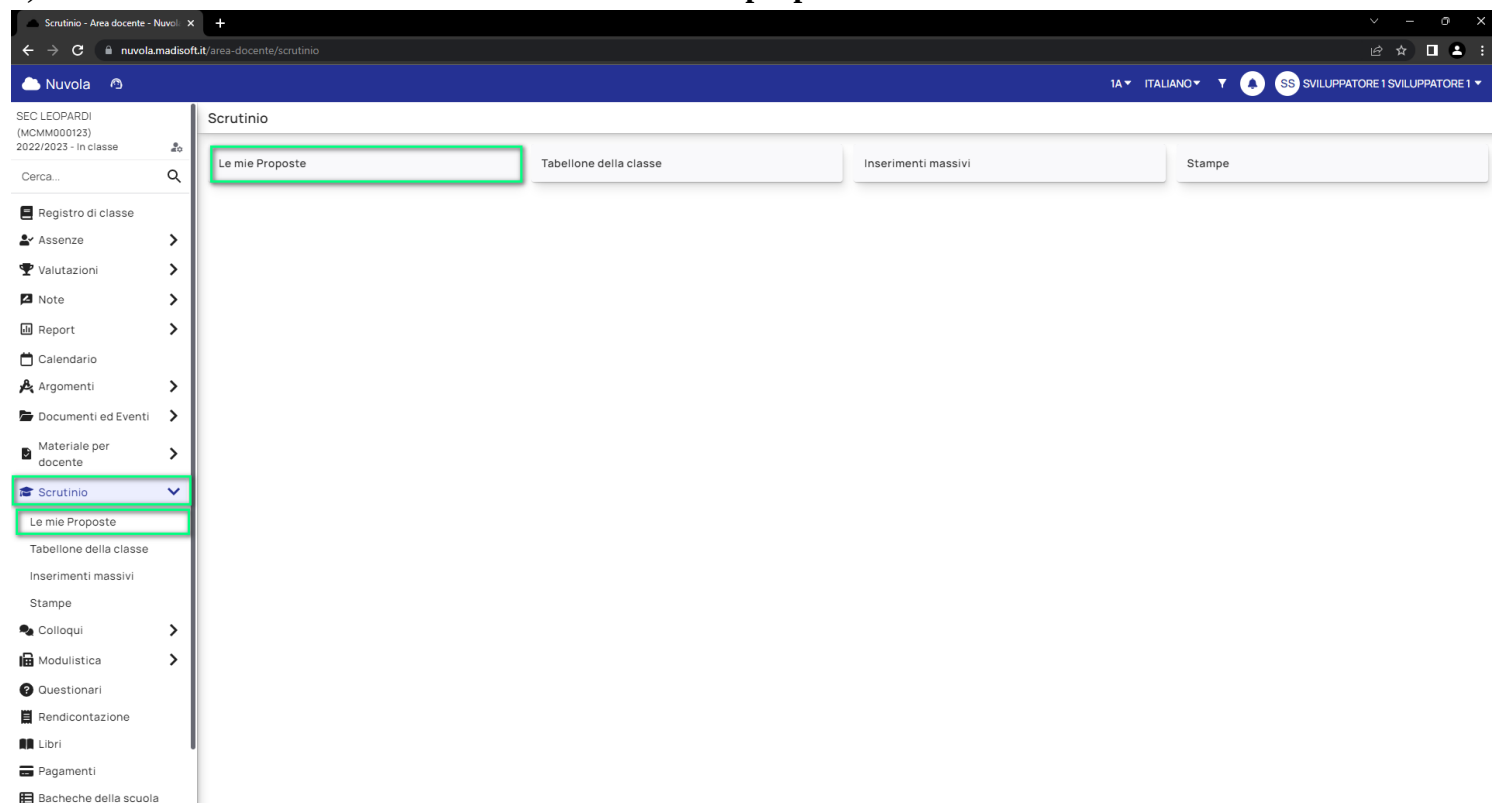 Scrutinio - Area docente - Nuvol
nuvola.madisoft.it/area-docente/scrutinio
Nuvola
1A ITALIANO SS SVILUPPATORE 1 SVILUPPATORE 1
SEC LEOPARDI
(MCMM000123)
2022/2023 - In classe
Cerca...
Registro di classe
Assenze
Valutazioni
Note
Report
Calendario
Argomenti
Documenti ed Eventi
Materiale per
docente
Scrutinio
Le mie Proposte
Tabellone della classe
Inserimenti massivi
Stampe
Colloqui
Modulistica
Questionari
Rendicontazione
Libri
Pagamenti
Bacheche della scuola
Scrutinio
Le mie Proposte
Tabellone della classe
Inserimenti massivi
Stampe